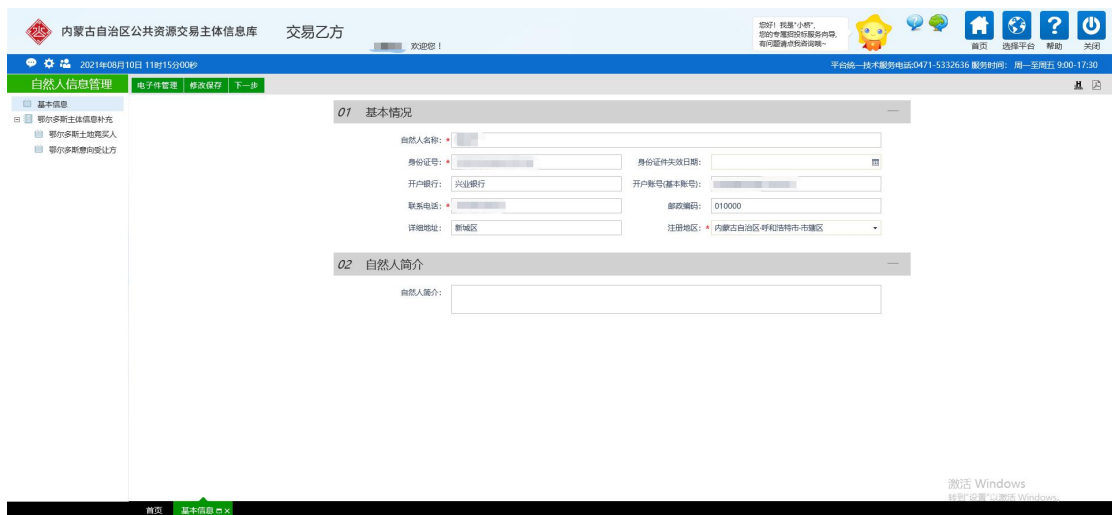 内蒙古自治区公共资源交易主体信息库
交易乙方
欢迎您！
您好！我是"小桥",
您的专属招投标服务向导,
有问题请点我咨询哦~
首页 选择平台 帮助 关闭
2021年08月10日 11时15分00秒
平台统一技术服务电话:0471-5332636 服务时间： 周一至周五 9:00-17:30
自然人信息管理
电子件管理 修改保存 下一步
基本信息
鄂尔多斯主体信息补充
鄂尔多斯土地竞买人
鄂尔多斯意向受让方
01 基本情况
自然人名称：*
身份证号：* 身份证件失效日期：
开户银行： 兴业银行 开户账号(基本账号)：
联系电话：* 邮政编码： 010000
详细地址： 新城区 注册地区：* 内蒙古自治区·呼和浩特市·市辖区
02 自然人简介
自然人简介：
激活 Windows
转到"设置"以激活 Windows。
首页 基本信息